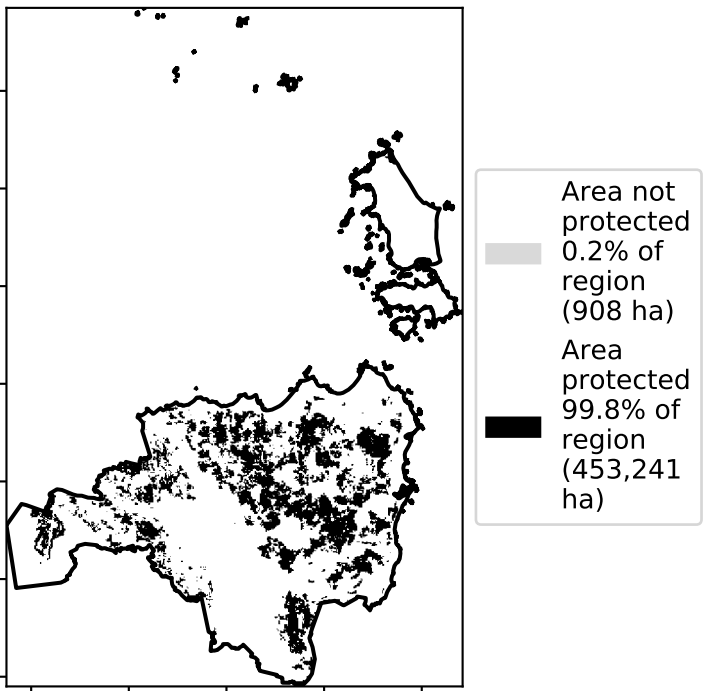 Area not
protected
0.2% of
region
(908 ha)
Area
protected
99.8% of
region
(453,241
ha)